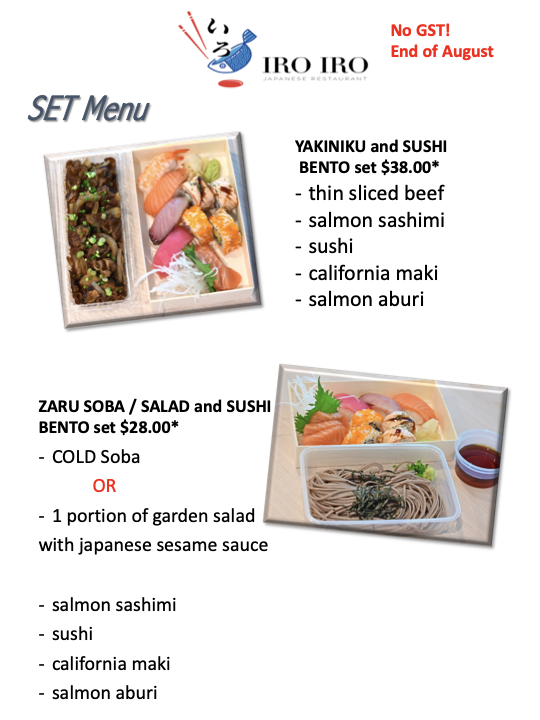 いろ
IRO IRO
JAPANESE RESTAURANT
No GST!
End of August
SET Menu
YAKINIKU and SUSHI
BENTO set $38.00*
- thin sliced beef
- salmon sashimi
- sushi
- california maki
- salmon aburi
ZARU SOBA / SALAD and SUSHI
BENTO set $28.00*
- COLD Soba
OR
- 1 portion of garden salad
with japanese sesame sauce
- salmon sashimi
- sushi
- california maki
- salmon aburi